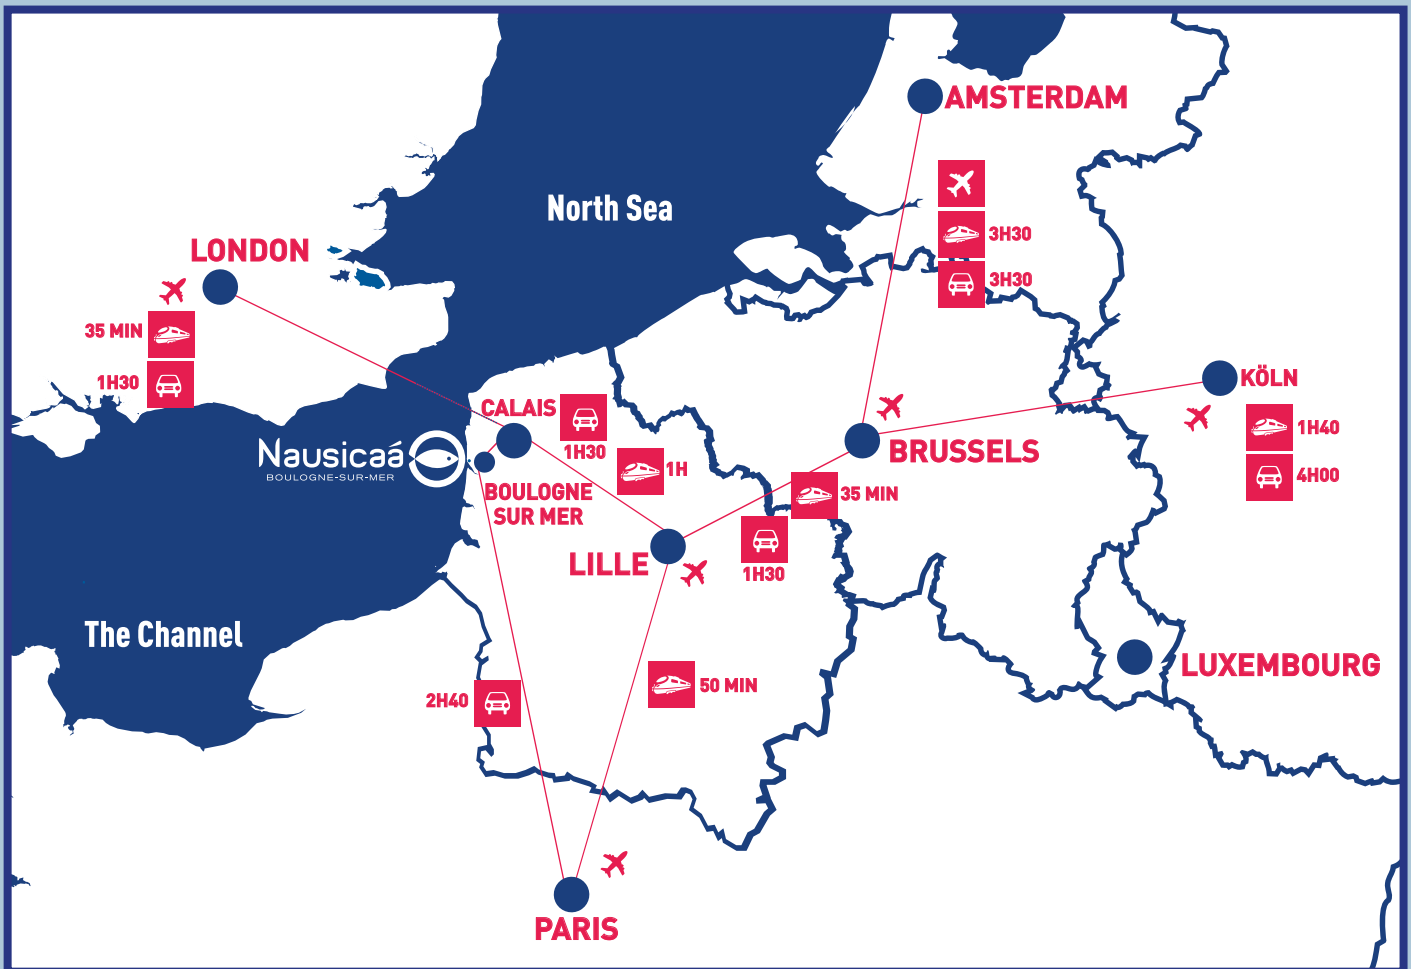 AMSTERDAM
North Sea
3H30
3H30
LONDON
35 MIN
1H30
KÖLN
1H40
4H00
CALAIS
1H30
1H
Nausicaá
BOULOGNE-SUR-MER
BOULOGNE
SUR MER
BRUSSELS
35 MIN
1H30
LILLE
The Channel
LUXEMBOURG
2H40
50 MIN
PARIS